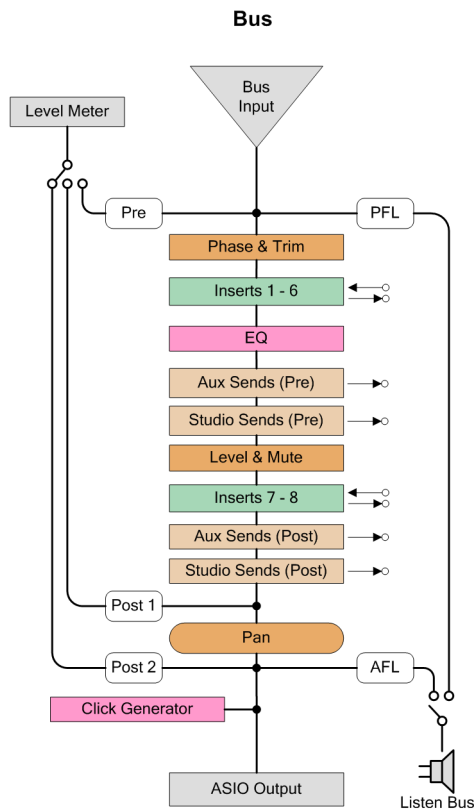 Bus
Bus
Input
Level Meter
Pre
PFL
Phase & Trim
Inserts 1 - 6
EQ
Aux Sends (Pre)
Studio Sends (Pre)
Level & Mute
Inserts 7 - 8
Aux Sends (Post)
Studio Sends (Post)
Post 1
Pan
Post 2
AFL
Click Generator
ASIO Output
Listen Bus